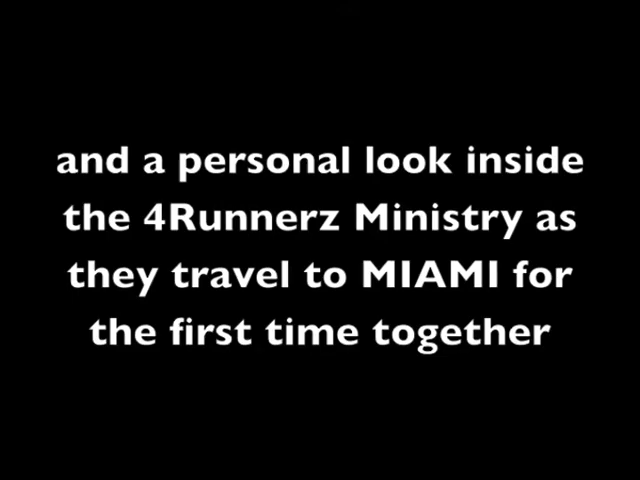 and a personal look inside
the 4Runnerz Ministry as
they travel to MIAMI for
the first time together